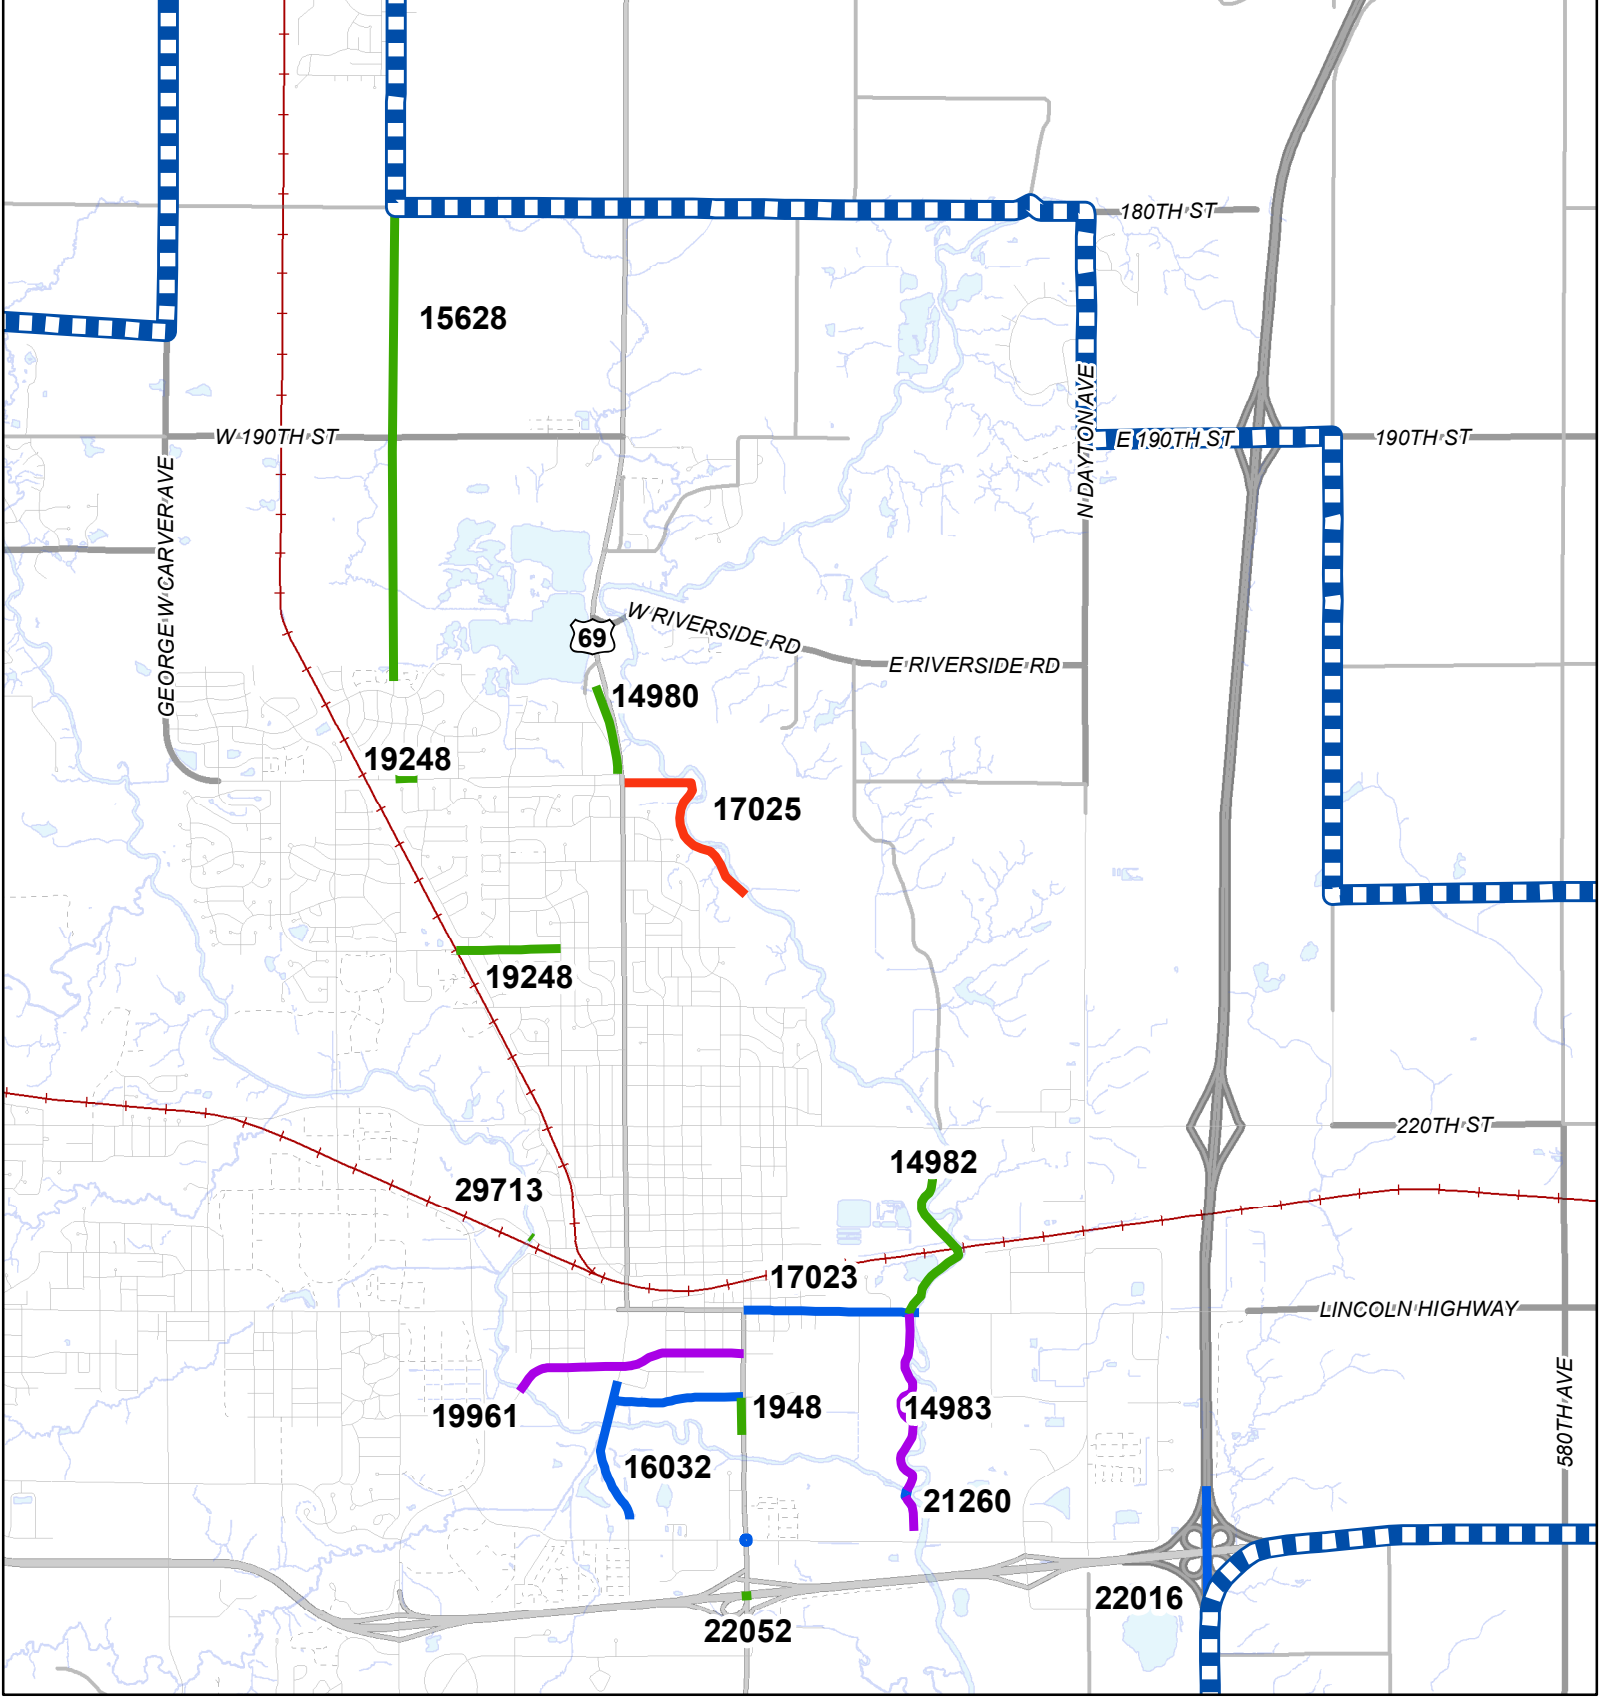 180TH ST
15628
W 190TH ST
E 190TH ST
190TH ST
N DAYTON AVE
GEORGE W CARVER AVE
69
W RIVERSIDE RD
E RIVERSIDE RD
14980
19248
17025
19248
220TH ST
14982
29713
17023
LINCOLN HIGHWAY
580TH AVE
19961
1948
14983
16032
21260
22016
22052